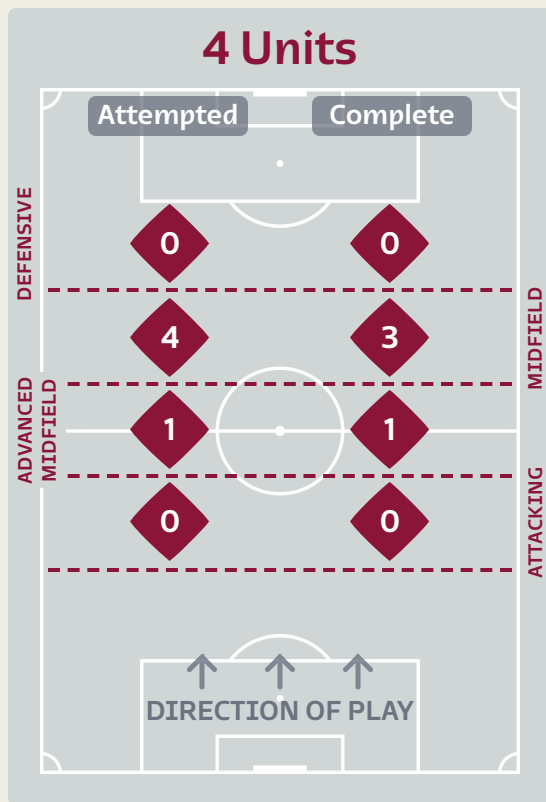 4 Units
Attempted Complete
DEFENSIVE
0 0
MIDFIELD
4 3
ADVANCED
MIDFIELD
1 1
ATTACKING
0 0
DIRECTION OF PLAY